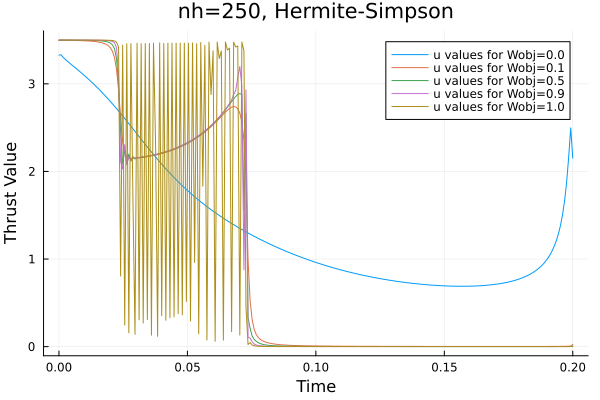 nh=250, Hermite-Simpson
u values for Wobj=0.0
u values for Wobj=0.1
u values for Wobj=0.5
u values for Wobj=0.9
u values for Wobj=1.0
Thrust Value
3
2
1
0
0.00 0.05 0.10 0.15 0.20
Time